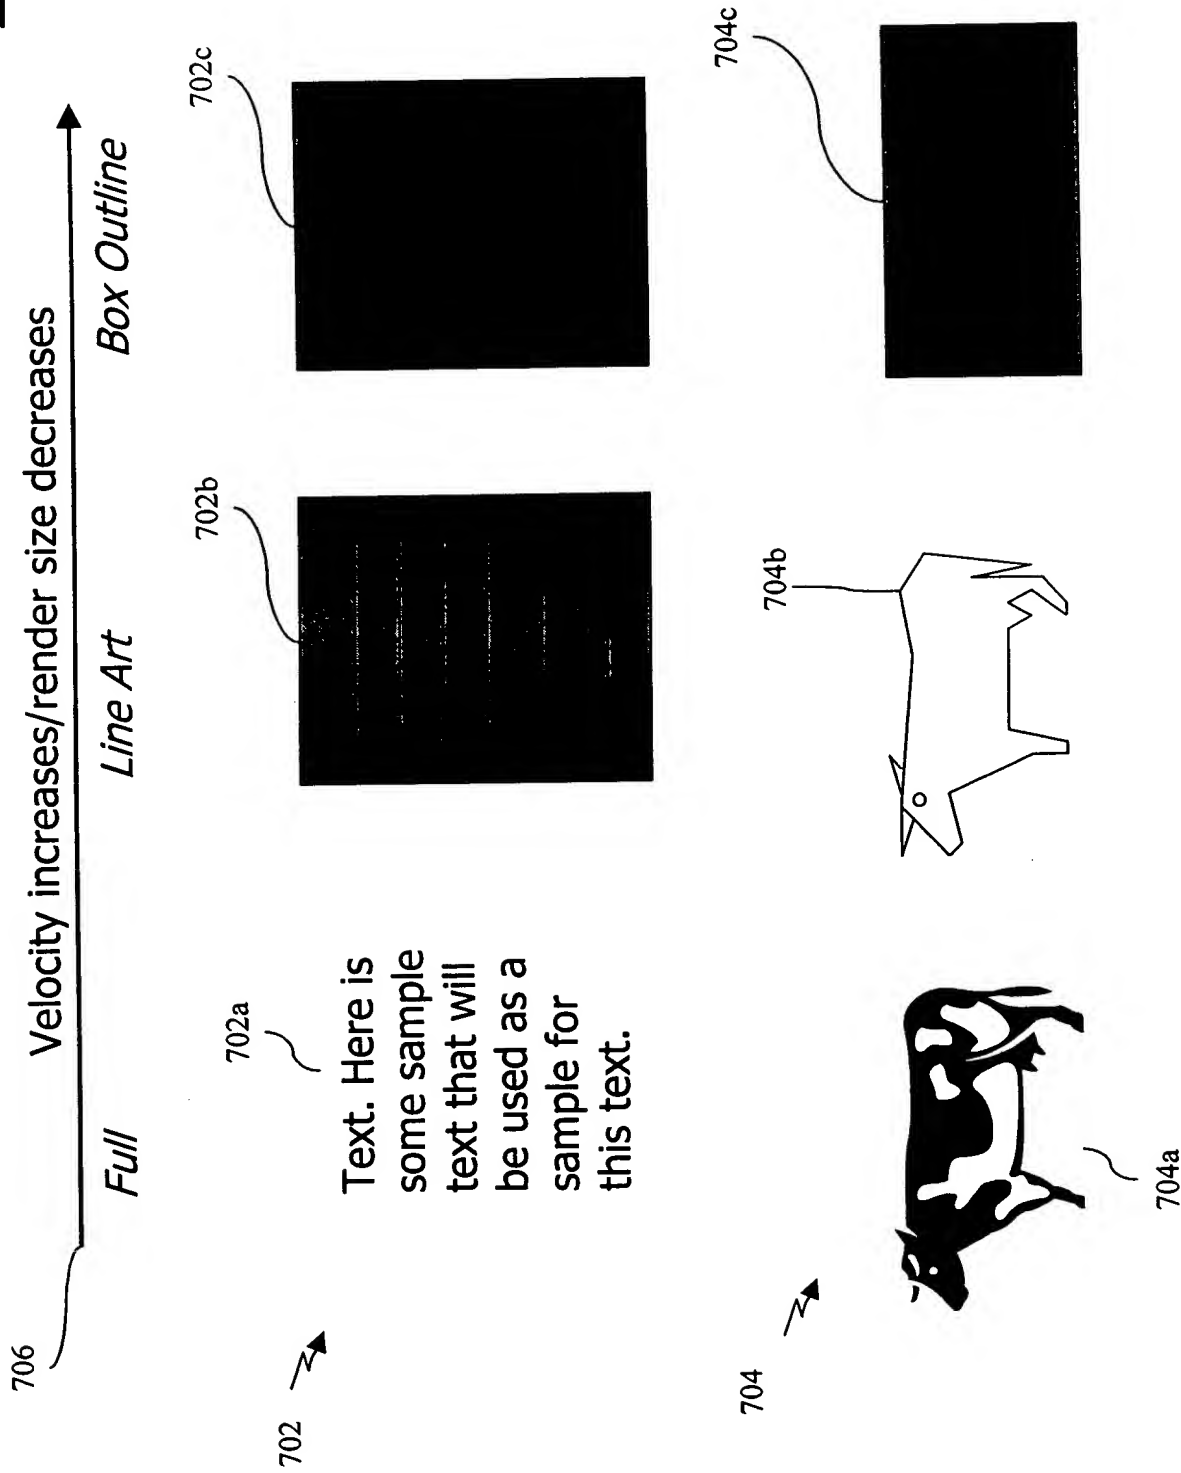 706
Velocity increases/render size decreases
Full
Line Art
Box Outline
702
702a
702b
702c
Text. Here is
some sample
text that will
be used as a
sample for
this text.
704
704a
704b
704c